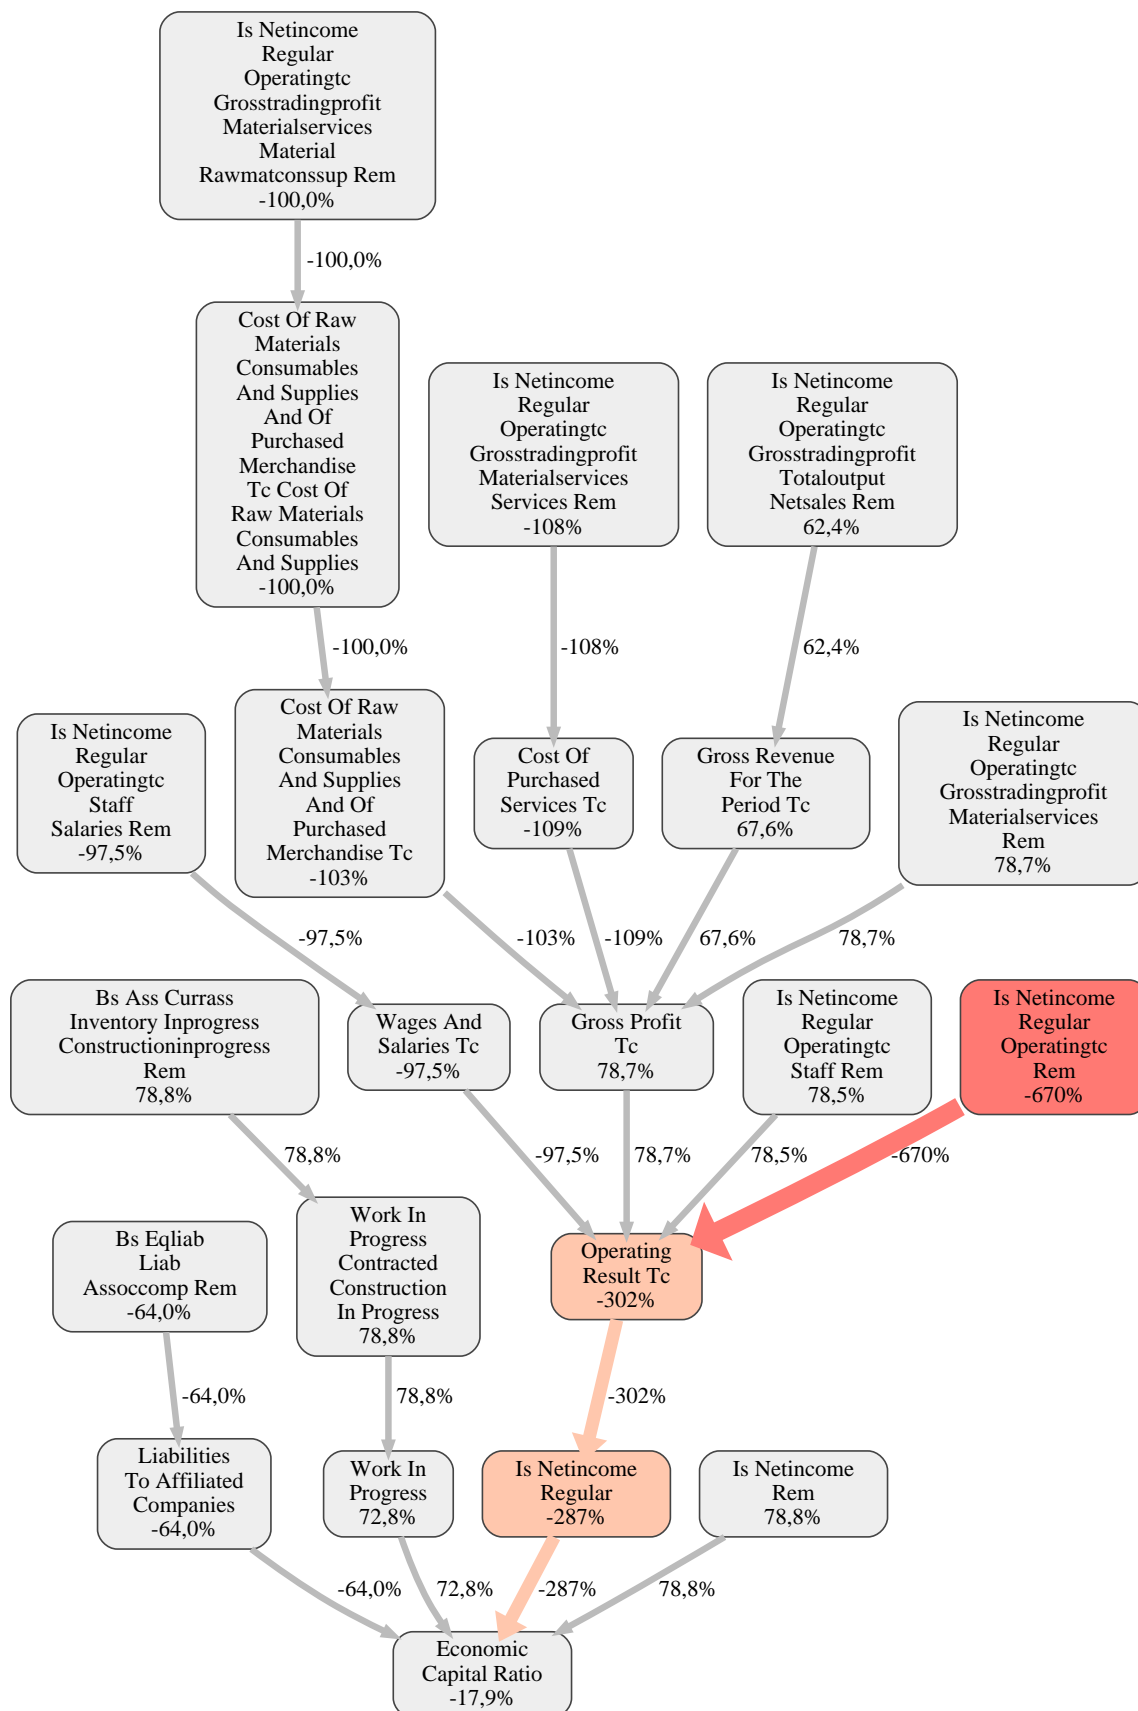 Is Netincome
Regular
Operatingtc
Grosstradingprofit
Materialservices
Material
Rawmatconssup Rem
-100,0%
-100,0%
Cost Of Raw
Materials
Consumables
And Supplies
And Of
Purchased
Merchandise
Tc Cost Of
Raw Materials
Consumables
And Supplies
-100,0%
Is Netincome
Regular
Operatingtc
Grosstradingprofit
Materialservices
Services Rem
-108%
Is Netincome
Regular
Operatingtc
Grosstradingprofit
Totaloutput
Netsales Rem
62,4%
-100,0%
-108%
62,4%
Is Netincome
Regular
Operatingtc
Staff
Salaries Rem
-97,5%
Cost Of Raw
Materials
Consumables
And Supplies
And Of
Purchased
Merchandise Tc
-103%
Cost Of
Purchased
Services Tc
-109%
Gross Revenue
For The
Period Tc
67,6%
Is Netincome
Regular
Operatingtc
Grosstradingprofit
Materialservices
Rem
78,7%
-97,5%
-103%
-109%
67,6%
78,7%
Bs Ass Currass
Inventory Inprogress
Constructioninprogress
Rem
78,8%
Wages And
Salaries Tc
-97,5%
Gross Profit
Tc
78,7%
Is Netincome
Regular
Operatingtc
Staff Rem
78,5%
Is Netincome
Regular
Operatingtc
Rem
-670%
78,8%
-97,5%
78,7%
78,5%
-670%
Bs Eqliab
Liab
Assoccomp Rem
-64,0%
Work In
Progress
Contracted
Construction
In Progress
78,8%
Operating
Result Tc
-302%
-64,0%
78,8%
-302%
Liabilities
To Affiliated
Companies
-64,0%
Work In
Progress
72,8%
Is Netincome
Regular
-287%
Is Netincome
Rem
78,8%
-64,0%
72,8%
-287%
78,8%
Economic
Capital Ratio
-17,9%